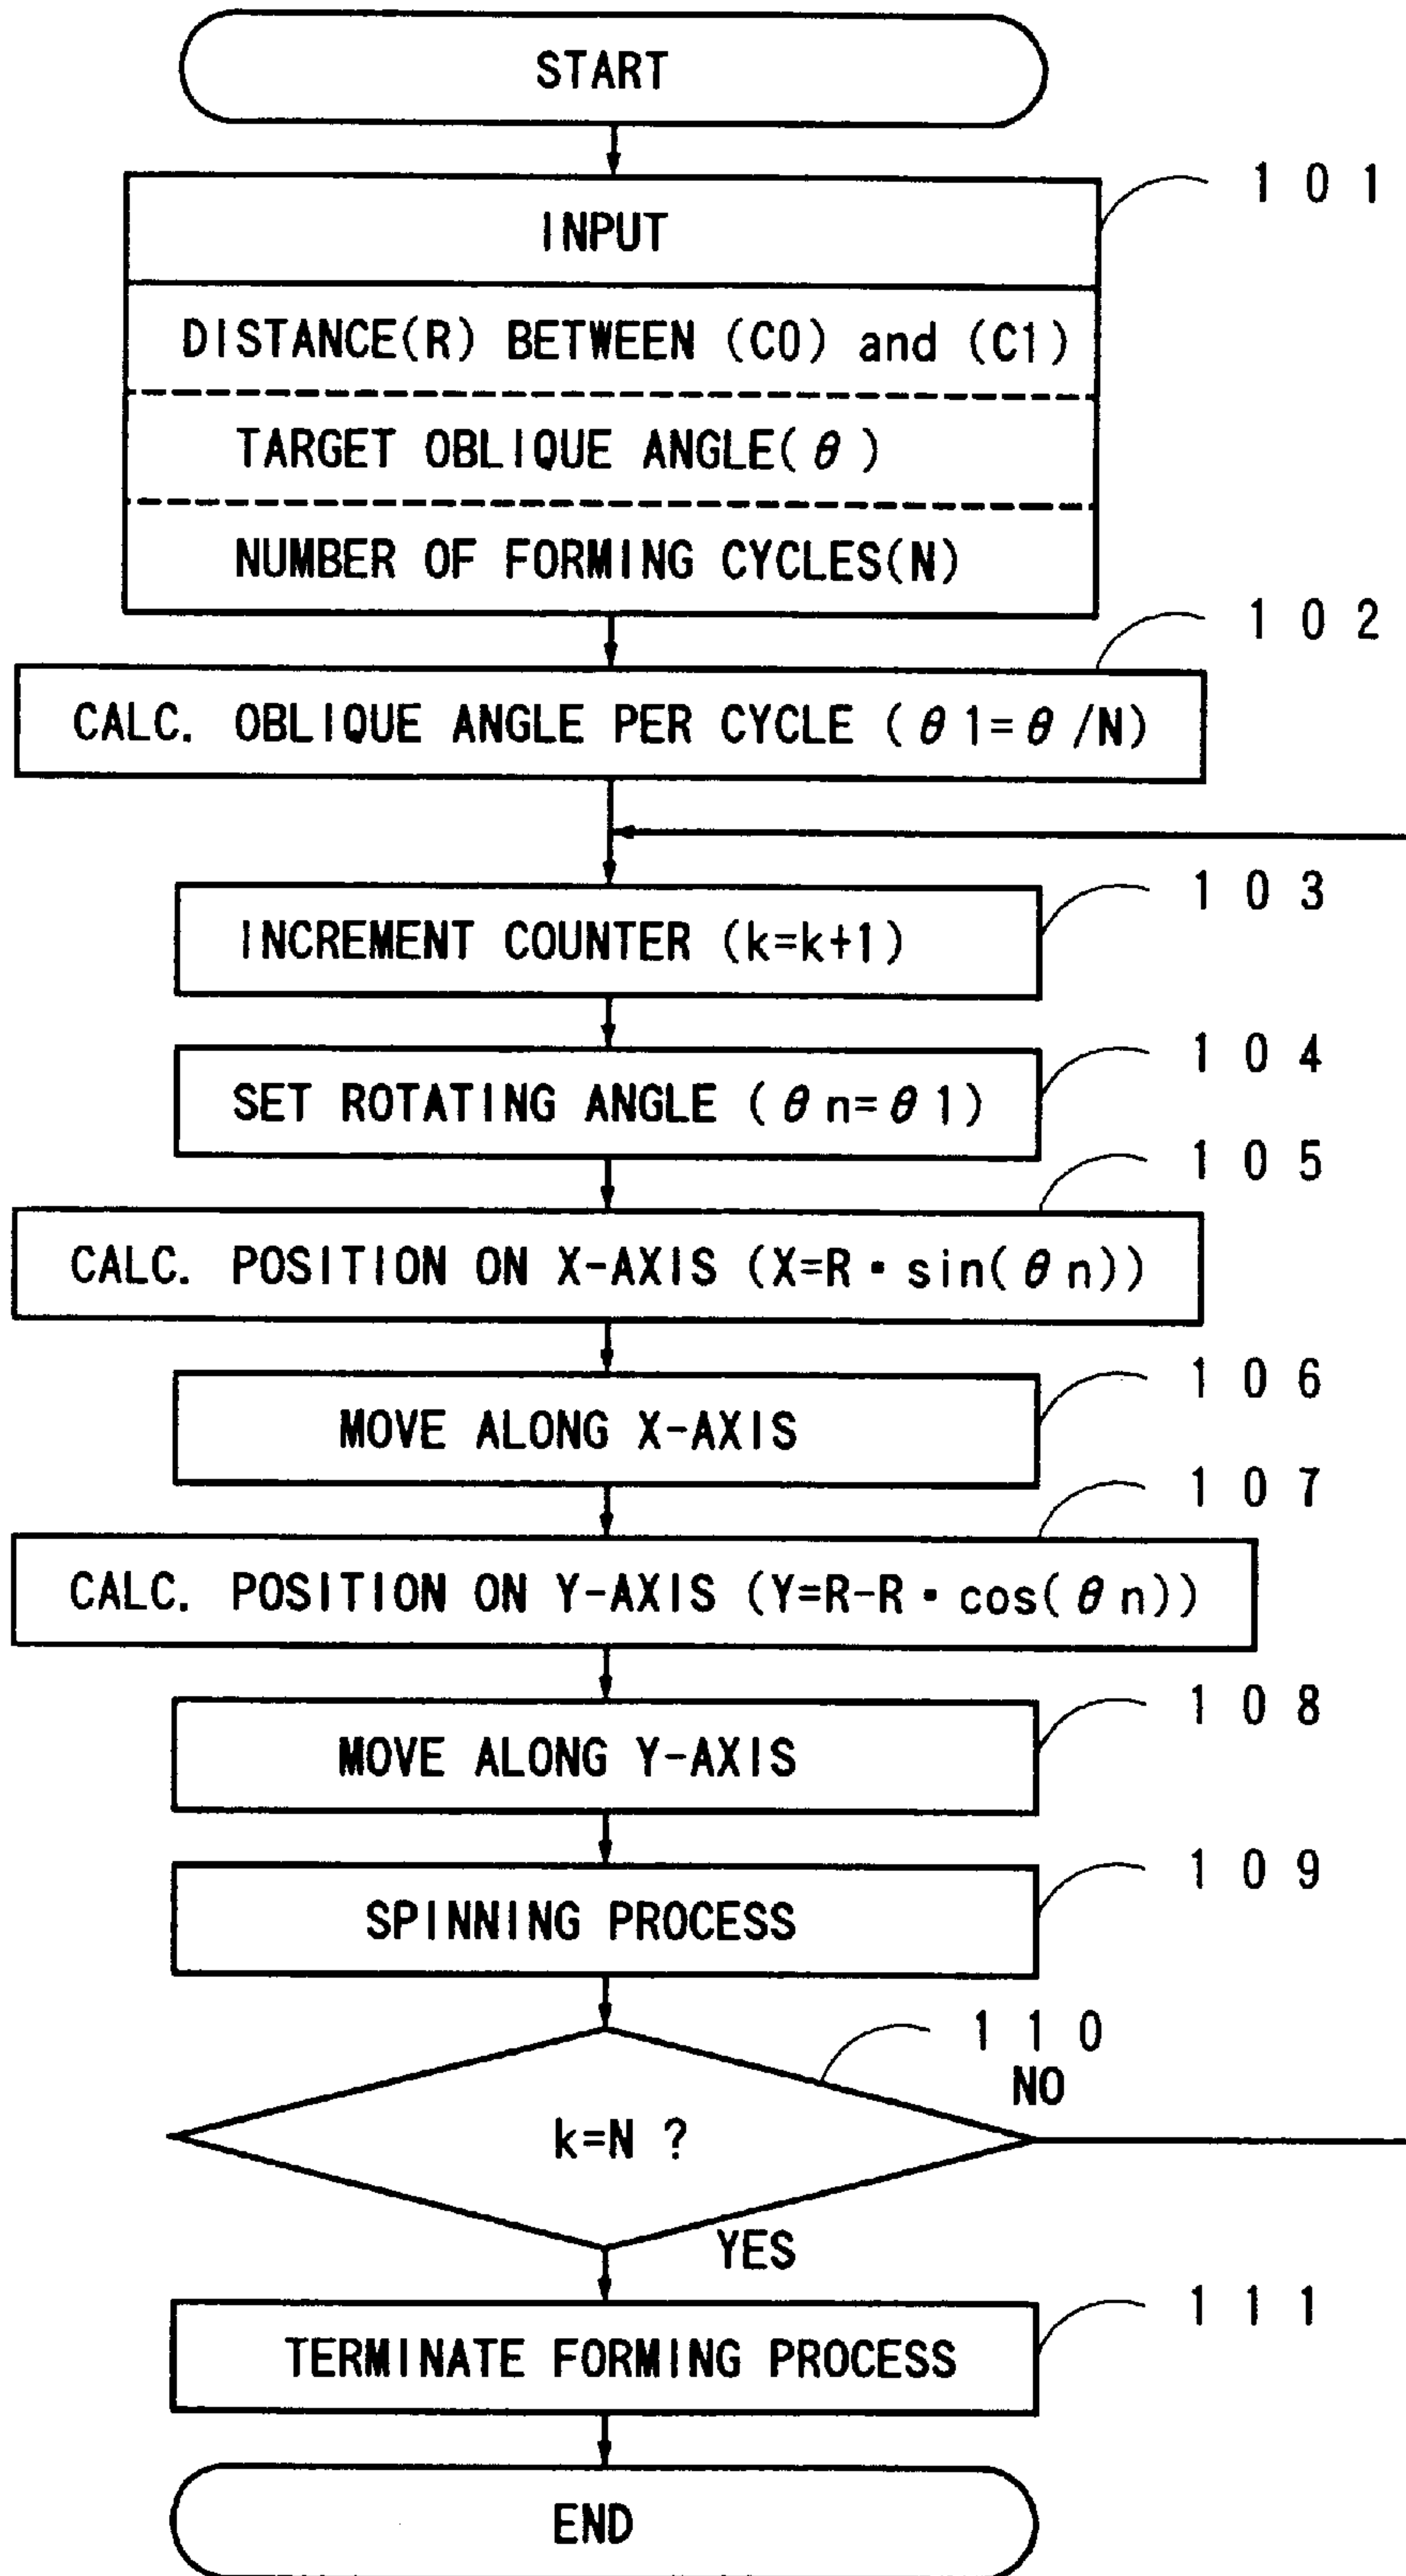 START
101
INPUT
DISTANCE(R) BETWEEN (C0) and (C1)
TARGET OBLIQUE ANGLE(θ)
NUMBER OF FORMING CYCLES(N)
102
CALC. OBLIQUE ANGLE PER CYCLE (θ1=θ/N)
103
INCREMENT COUNTER (k=k+1)
104
SET ROTATING ANGLE (θn=θ1)
105
CALC. POSITION ON X-AXIS (X=R・sin(θn))
106
MOVE ALONG X-AXIS
107
CALC. POSITION ON Y-AXIS (Y=R-R・cos(θn))
108
MOVE ALONG Y-AXIS
109
SPINNING PROCESS
110
NO
k=N ?
YES
111
TERMINATE FORMING PROCESS
END